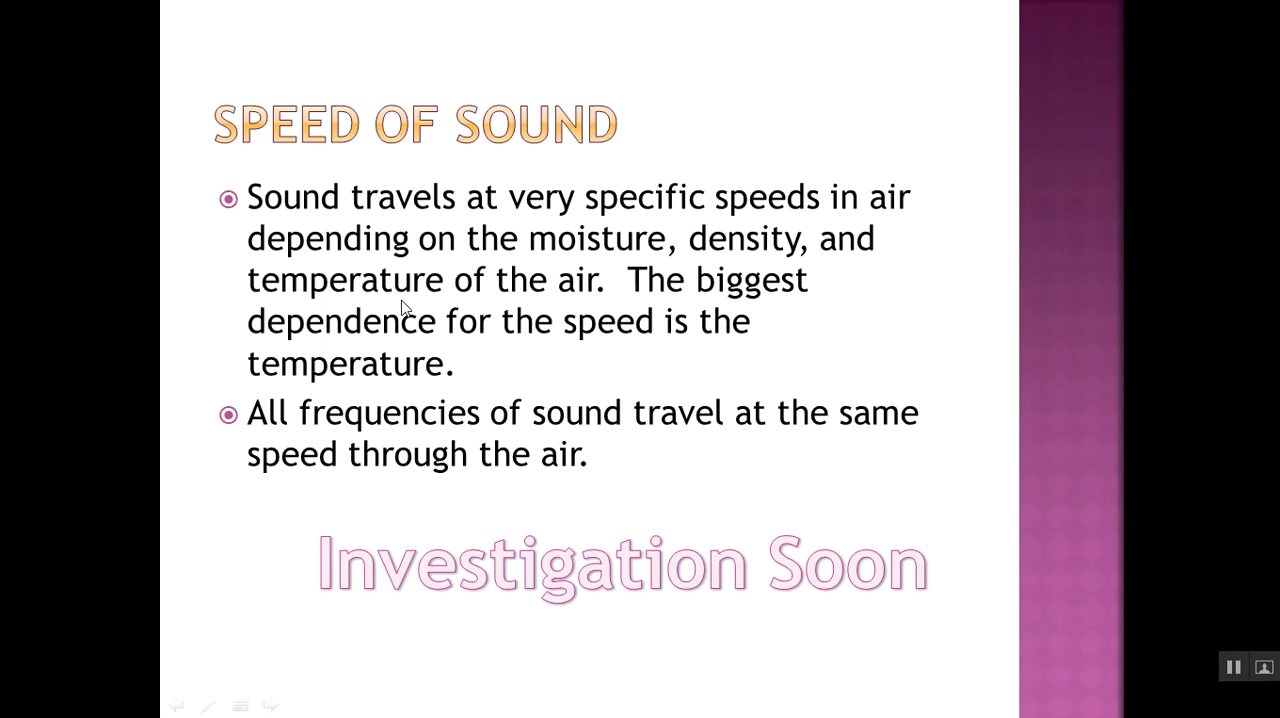 SPEED OF SOUND
Sound travels at very specific speeds in air
depending on the moisture, density, and
temperature of the air.  The biggest
dependence for the speed is the
temperature.
All frequencies of sound travel at the same
speed through the air.
Investigation Soon